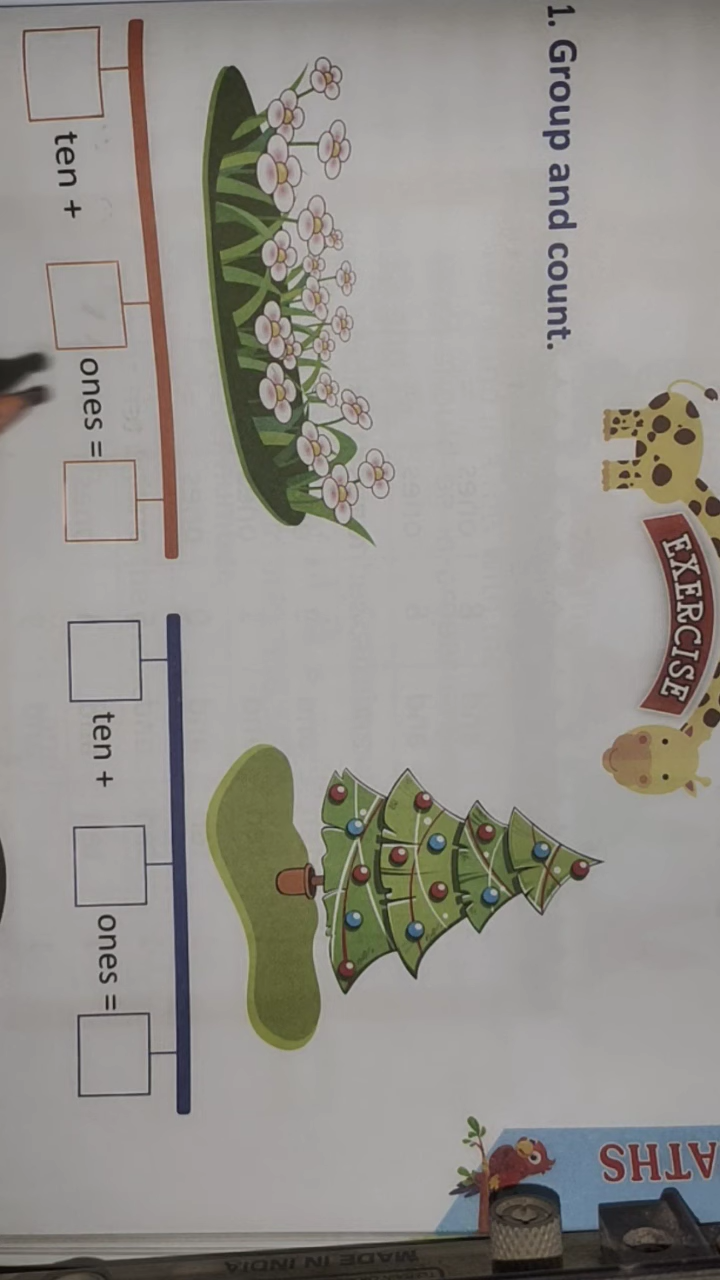 EXERCISE
ATHS
1. Group and count.
ten + ones =
ten + ones =
MADE IN INDIA